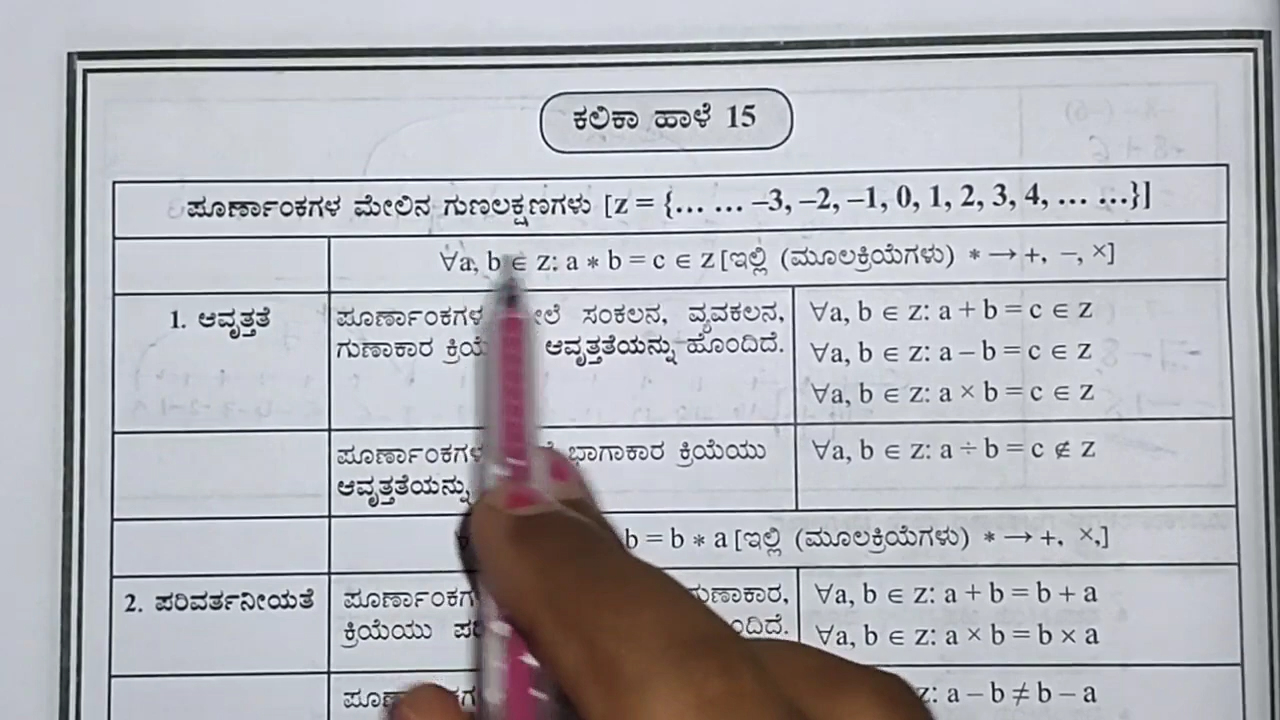 ಕಲಿಕಾ ಹಾಳೆ 15
ಪೂರ್ಣಾಂಕಗಳ ಮೇಲಿನ ಗುಣಲಕ್ಷಣಗಳು [z = {... ... –3, –2, –1, 0, 1, 2, 3, 4, ... ...}]
∀a, b ∈ z: a * b = c ∈ z [ಇಲ್ಲಿ (ಮೂಲಕ್ರಿಯೆಗಳು) * → +, –, ×]
1. ಆವೃತ್ತತೆ
ಪೂರ್ಣಾಂಕಗಳ ಸಂಕಲನ, ವ್ಯವಕಲನ,
ಗುಣಾಕಾರ ಆವೃತ್ತತೆಯನ್ನು ಹೊಂದಿದೆ.
∀a, b ∈ z: a + b = c ∈ z
∀a, b ∈ z: a – b = c ∈ z
∀a, b ∈ z: a × b = c ∈ z
ಪೂರ್ಣಾಂಕಗಳ ಭಾಗಾಕಾರ ಕ್ರಿಯೆಯು
ಆವೃತ್ತತೆಯನ್ನು
∀a, b ∈ z: a ÷ b = c ∉ z
b = b * a [ಇಲ್ಲಿ (ಮೂಲಕ್ರಿಯೆಗಳು) * → +, ×,]
2. ಪರಿವರ್ತನೀಯತೆ
ಕ್ರಿಯೆಯು
∀a, b ∈ z: a + b = b + a
∀a, b ∈ z: a × b = b × a
z: a – b ≠ b – a